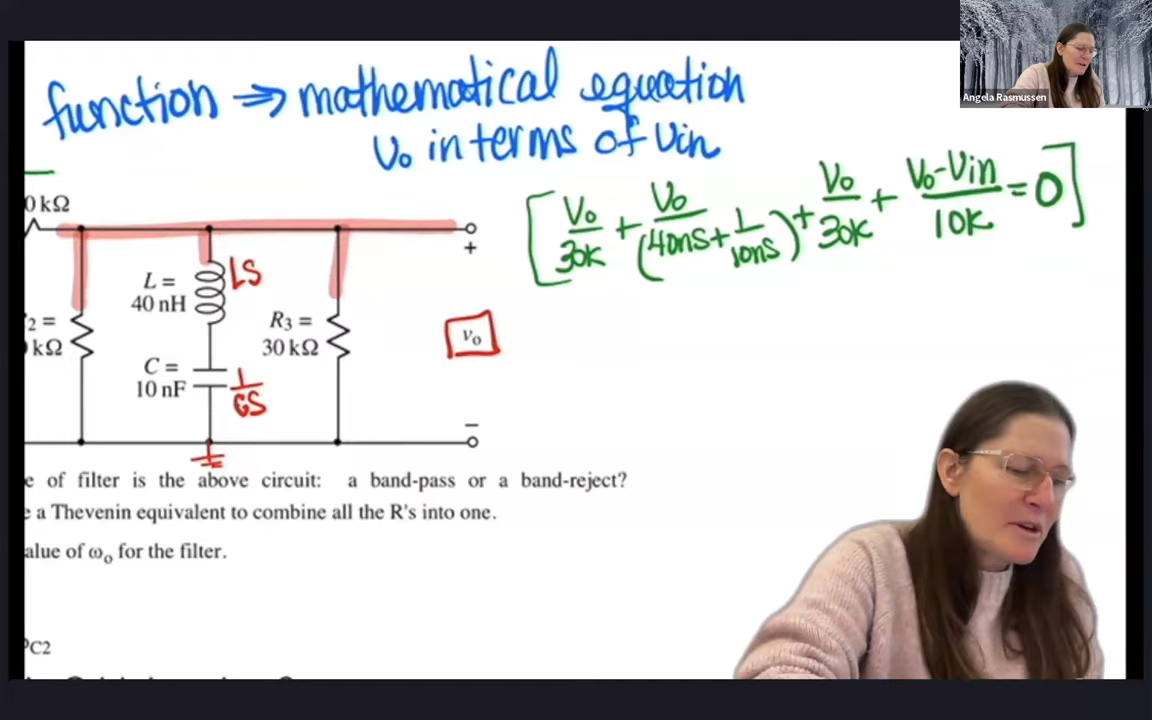 Angela Rasmussen
function ⇒ mathematical equation
Vo in terms of Vin
0 kΩ
[Vo/30K + Vo/(40nS + 1/10nS) + Vo/30K + (Vo-Vin)/10K = 0]
+
L =
40 nH
LS
2 =
kΩ
R3 =
30 kΩ
vo
C =
10 nF
1/CS
−
e of filter is the above circuit: a band-pass or a band-reject?
e a Thevenin equivalent to combine all the R's into one.
alue of ωo for the filter.
C2